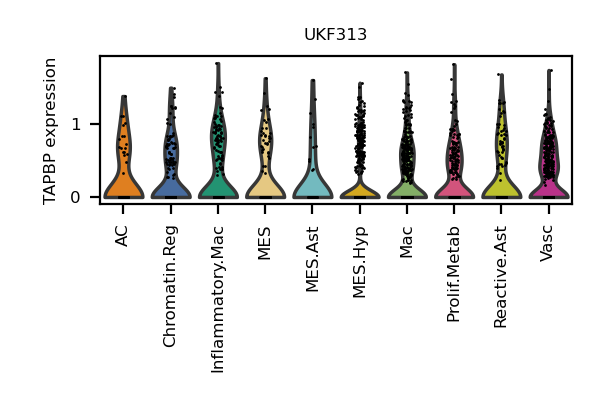 UKF313
TAPBP expression
1
0
AC
Chromatin.Reg
Inflammatory.Mac
MES
MES.Ast
MES.Hyp
Mac
Prolif.Metab
Reactive.Ast
Vasc